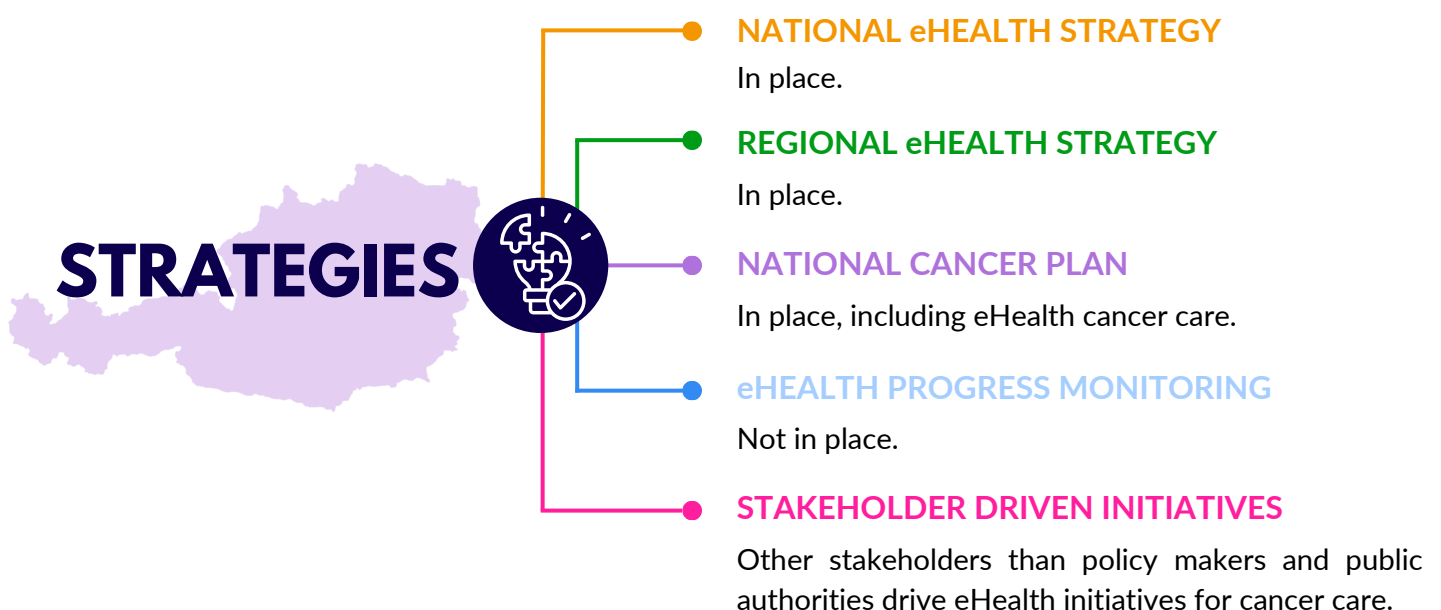 STRATEGIES
NATIONAL eHEALTH STRATEGY
In place.
REGIONAL eHEALTH STRATEGY
In place.
NATIONAL CANCER PLAN
In place, including eHealth cancer care.
eHEALTH PROGRESS MONITORING
Not in place.
STAKEHOLDER DRIVEN INITIATIVES
Other stakeholders than policy makers and public
authorities drive eHealth initiatives for cancer care.